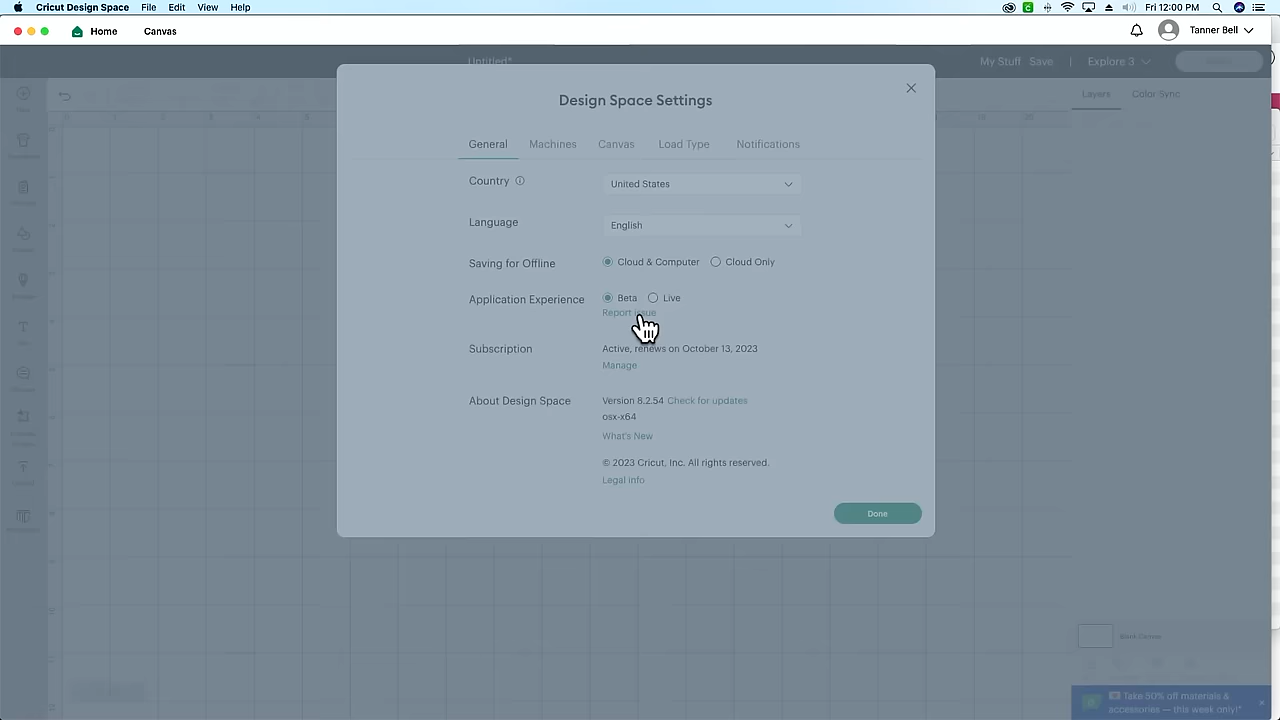 Cricut Design Space File Edit View Help
Fri 12:00 PM
Home Canvas
Tanner Bell
Untitled*
My Stuff Save | Explore 3
Layers Color Sync
Design Space Settings
General Machines Canvas Load Type Notifications
Country United States
Language English
Saving for Offline Cloud & Computer Cloud Only
Application Experience Beta Live
Report issue
Subscription Active, renews on October 13, 2023
Manage
About Design Space Version 8.2.54 Check for updates
osx-x64
What's New
© 2023 Cricut, Inc. All rights reserved.
Legal info
Done
Blank Canvas
Take 50% off materials &
accessories — this week only!*